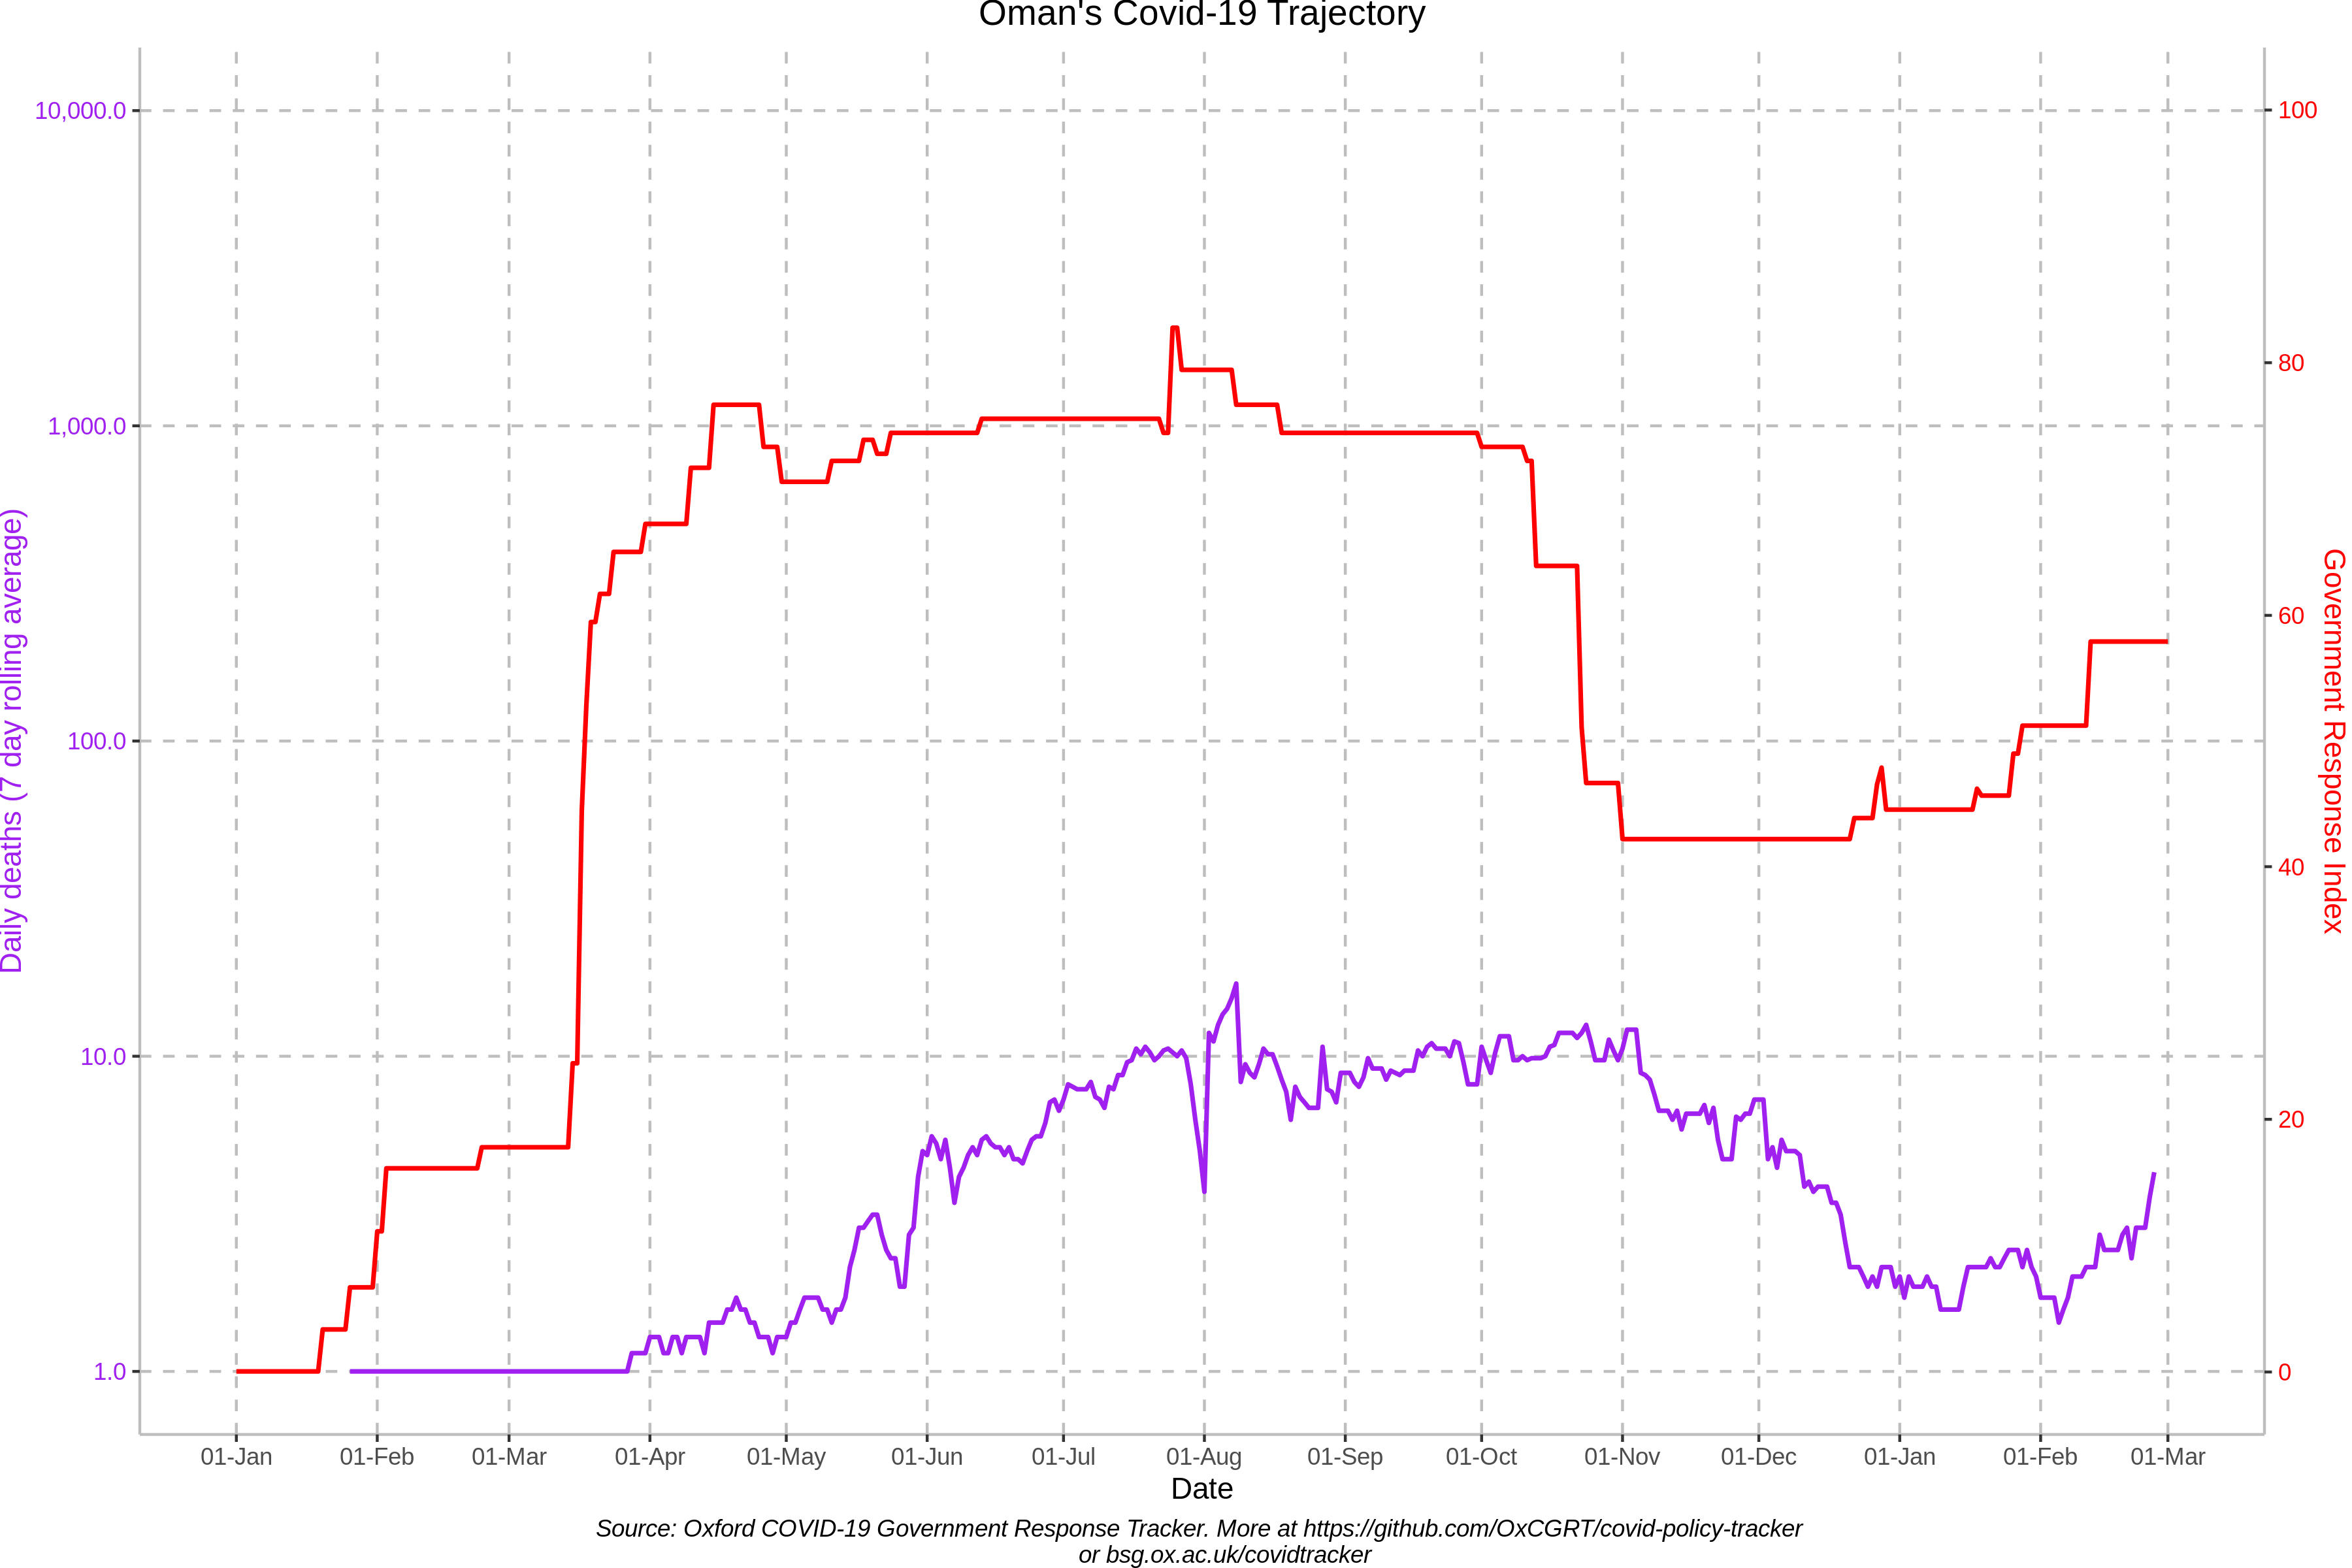 Oman's Covid-19 Trajectory
10,000.0
1,000.0
100.0
10.0
1.0
Daily deaths (7 day rolling average)
100
80
60
40
20
0
Government Response Index
01-Jan
01-Feb
01-Mar
01-Apr
01-May
01-Jun
01-Jul
01-Aug
01-Sep
01-Oct
01-Nov
01-Dec
01-Jan
01-Feb
01-Mar
Date
Source: Oxford COVID-19 Government Response Tracker. More at https://github.com/OxCGRT/covid-policy-tracker
or bsg.ox.ac.uk/covidtracker